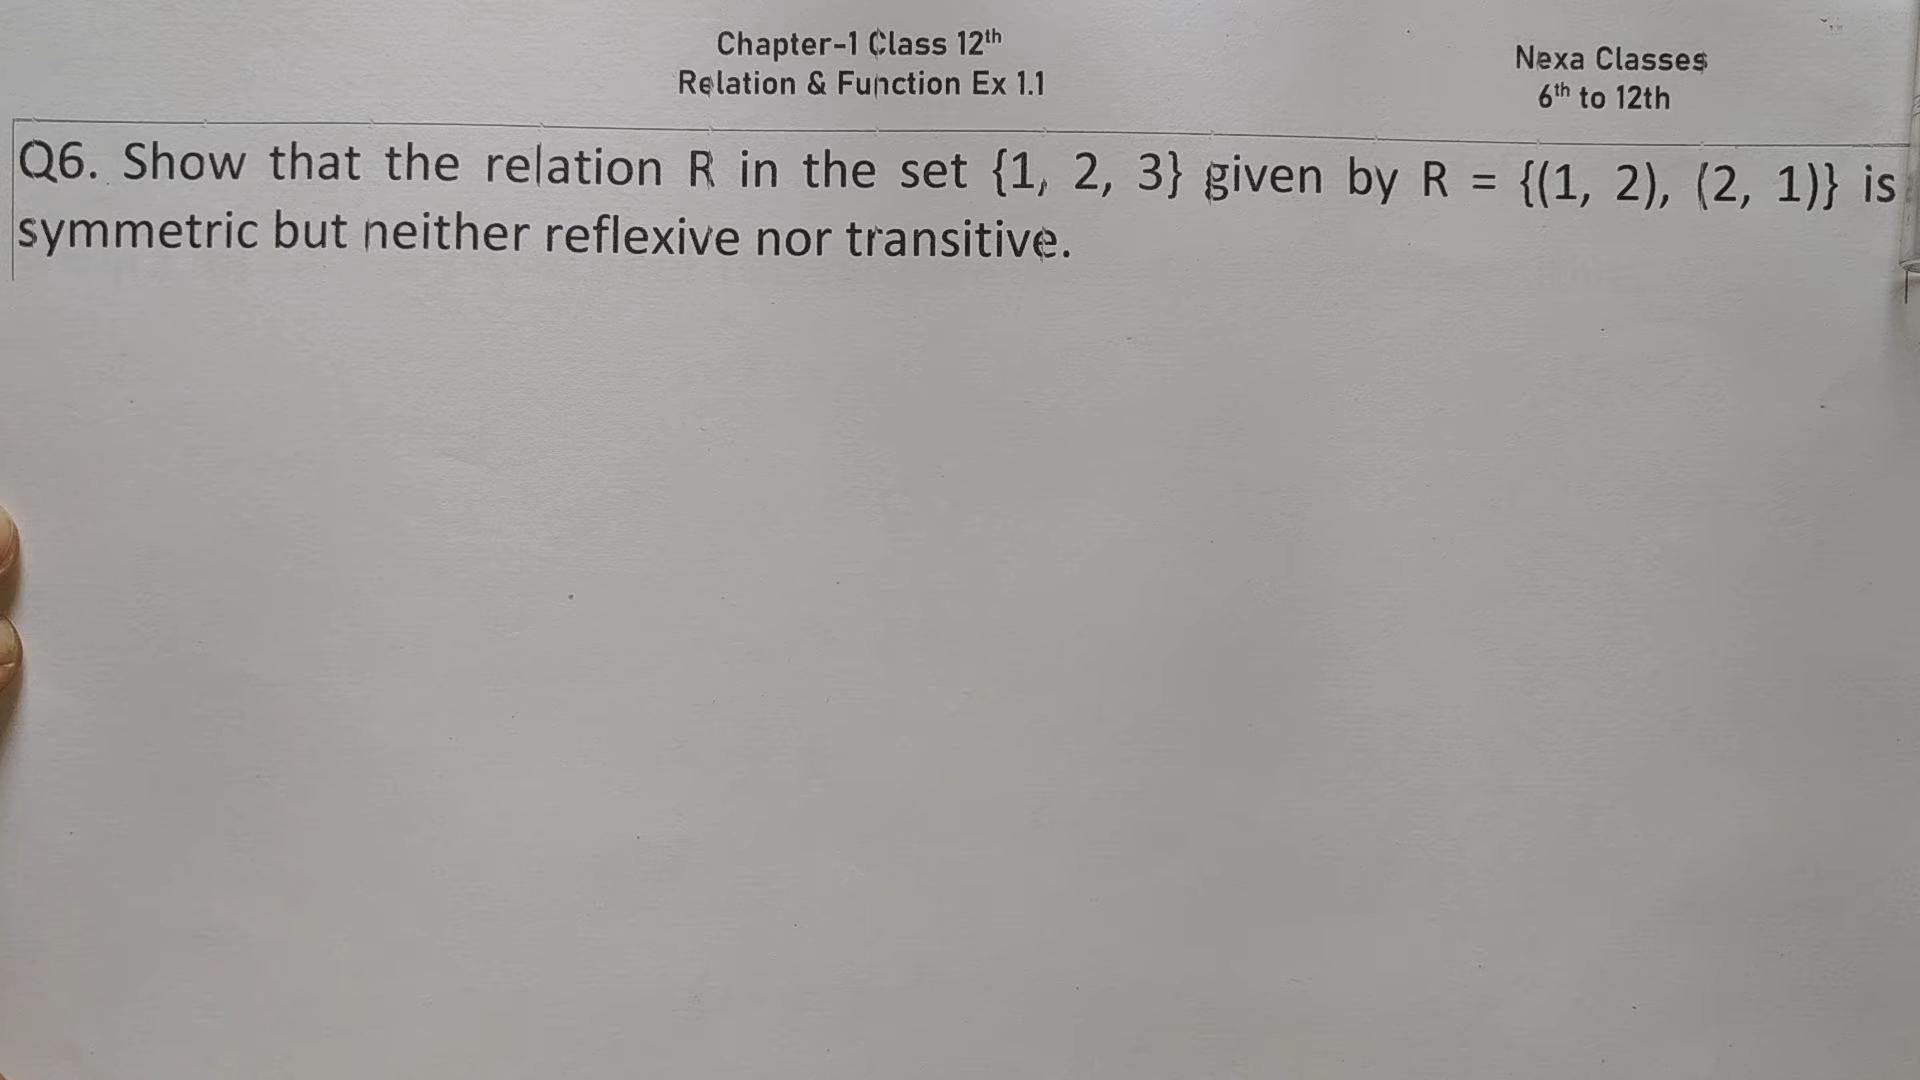 Chapter-1 Class 12th
Relation & Function Ex 1.1
Nexa Classes
6th to 12th
Q6. Show that the relation R in the set {1, 2, 3} given by R = {(1, 2), (2, 1)} is
symmetric but neither reflexive nor transitive.